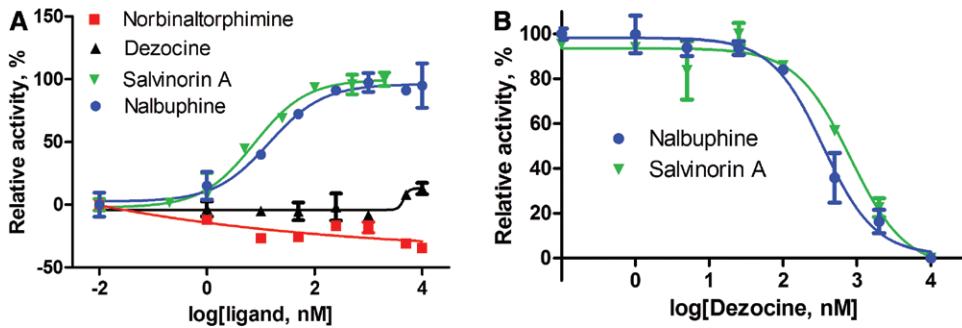 A
Norbinaltorphimine
Dezocine
Salvinorin A
Nalbuphine
Relative activity, %
150
100
50
0
-50
-2
0
2
4
log[ligand, nM]
B
Nalbuphine
Salvinorin A
Relative activity, %
100
80
60
40
20
0
0
1
2
3
4
log[Dezocine, nM]